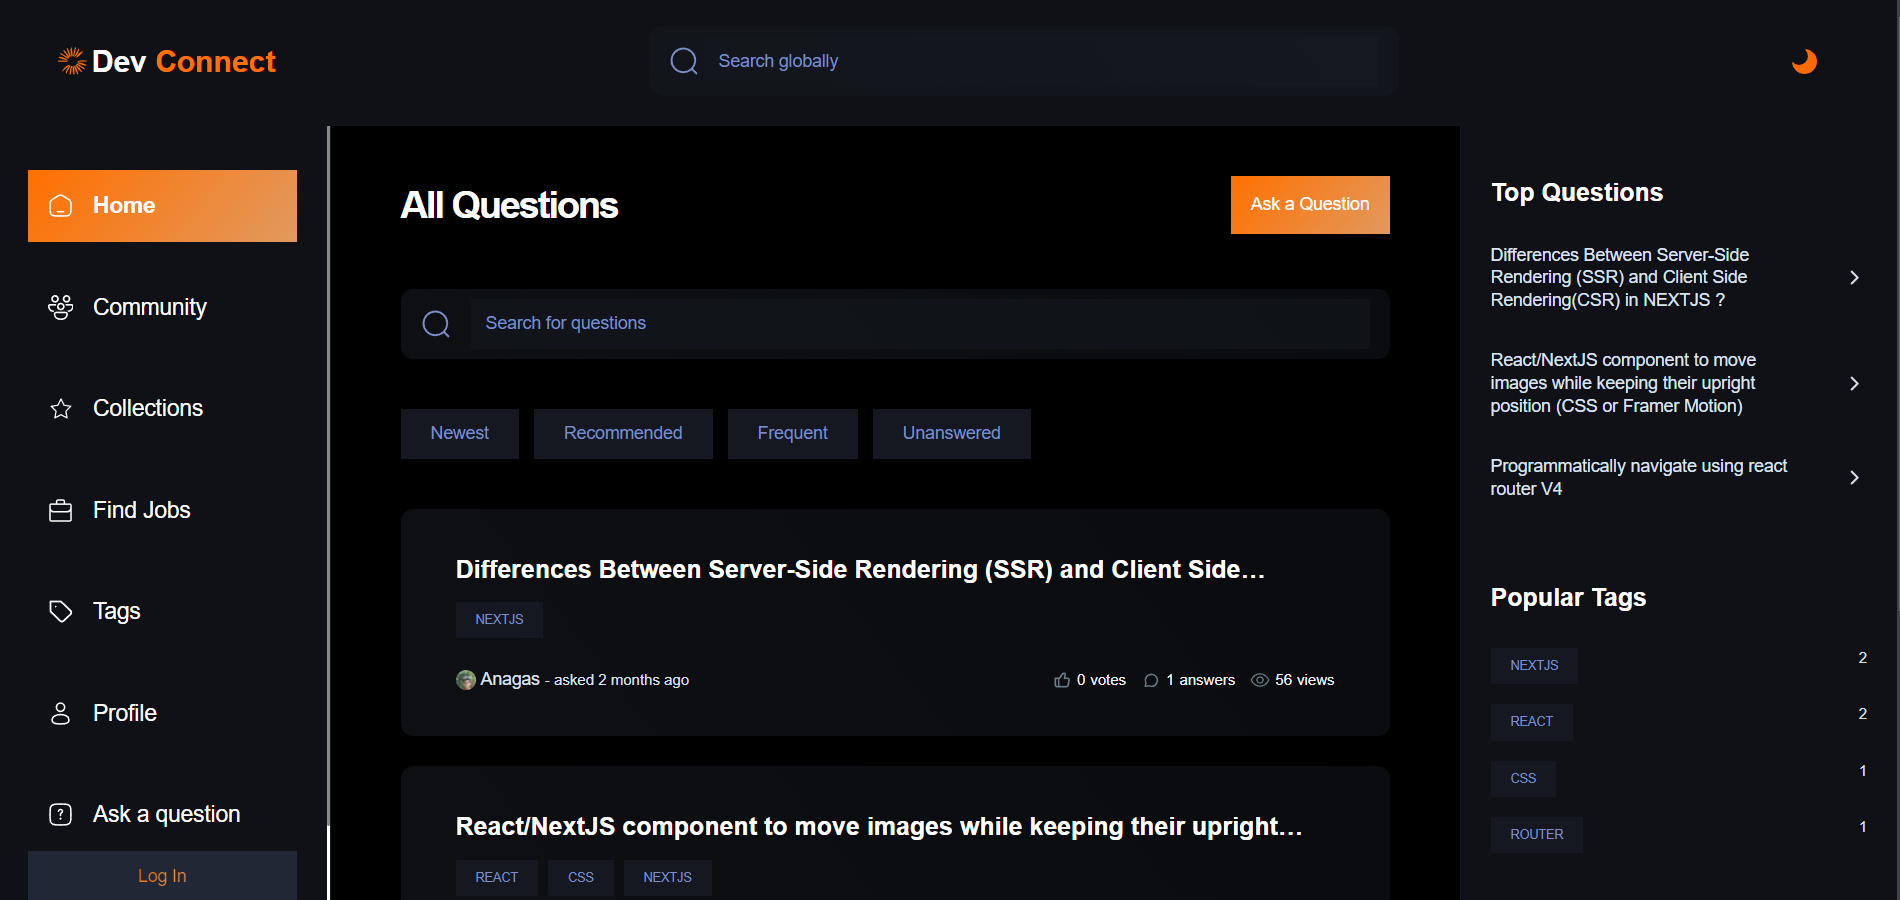 Dev Connect
Search globally
Home
Community
Collections
Find Jobs
Tags
Profile
Ask a question
Log In
All Questions
Ask a Question
Search for questions
Newest
Recommended
Frequent
Unanswered
Differences Between Server-Side Rendering (SSR) and Client Side...
NEXTJS
Anagas - asked 2 months ago
0 votes
1 answers
56 views
React/NextJS component to move images while keeping their upright...
REACT
CSS
NEXTJS
Top Questions
Differences Between Server-Side
Rendering (SSR) and Client Side
Rendering(CSR) in NEXTJS ?
React/NextJS component to move
images while keeping their upright
position (CSS or Framer Motion)
Programmatically navigate using react
router V4
Popular Tags
NEXTJS 2
REACT 2
CSS 1
ROUTER 1